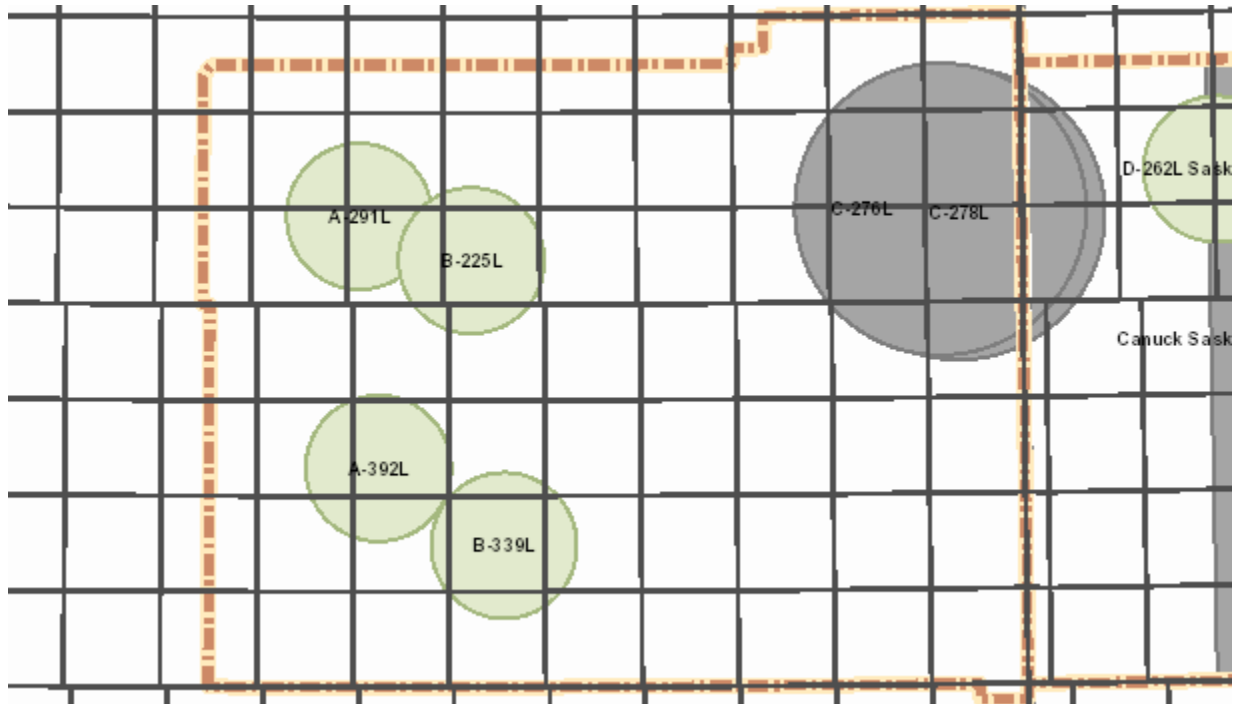 D-262L Sask
A-291L
C-276L
C-278L
B-225L
Canuck Sask
A-392L
B-339L